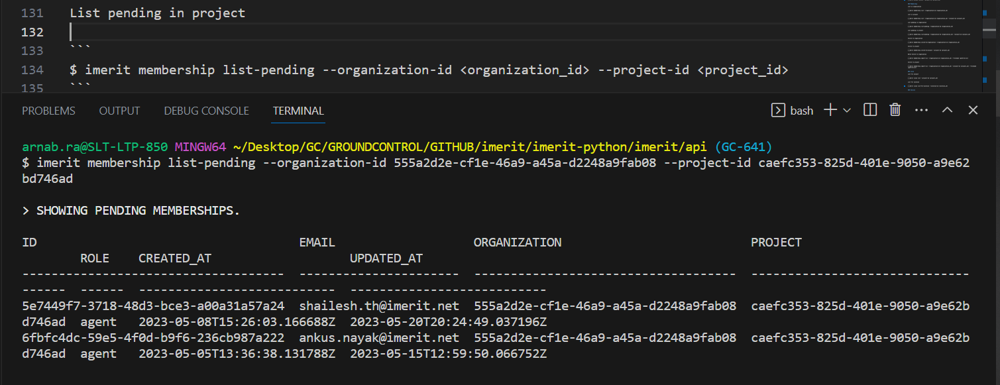 131 List pending in project
132
133 ```
134 $ imerit membership list-pending --organization-id <organization_id> --project-id <project_id>
135 ```
PROBLEMS OUTPUT DEBUG CONSOLE TERMINAL bash
arnab.ra@SLT-LTP-850 MINGW64 ~/Desktop/GC/GROUNDCONTROL/GITHUB/imerit/imerit-python/imerit/api (GC-641)
$ imerit membership list-pending --organization-id 555a2d2e-cf1e-46a9-a45a-d2248a9fab08 --project-id caefc353-825d-401e-9050-a9e62
bd746ad
> SHOWING PENDING MEMBERSHIPS.
ID EMAIL ORGANIZATION PROJECT
ROLE CREATED_AT UPDATED_AT
------------------------------------ ---------------------- ------------------------------------ ------------------------------
------ ------ --------------------------- ---------------------------
5e7449f7-3718-48d3-bce3-a00a31a57a24 shailesh.th@imerit.net 555a2d2e-cf1e-46a9-a45a-d2248a9fab08 caefc353-825d-401e-9050-a9e62b
d746ad agent 2023-05-08T15:26:03.166688Z 2023-05-20T20:24:49.037196Z
6fbfc4dc-59e5-4f0d-b9f6-236cb987a222 ankus.nayak@imerit.net 555a2d2e-cf1e-46a9-a45a-d2248a9fab08 caefc353-825d-401e-9050-a9e62b
d746ad agent 2023-05-05T13:36:38.131788Z 2023-05-15T12:59:50.066752Z